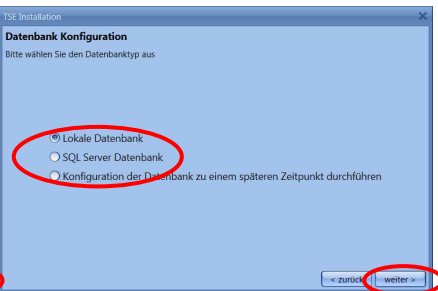 TSE Installation
Datenbank Konfiguration
Bitte wählen Sie den Datenbanktyp aus
Lokale Datenbank
SQL Server Datenbank
Konfiguration der Datenbank zu einem späteren Zeitpunkt durchführen
< zurück weiter >